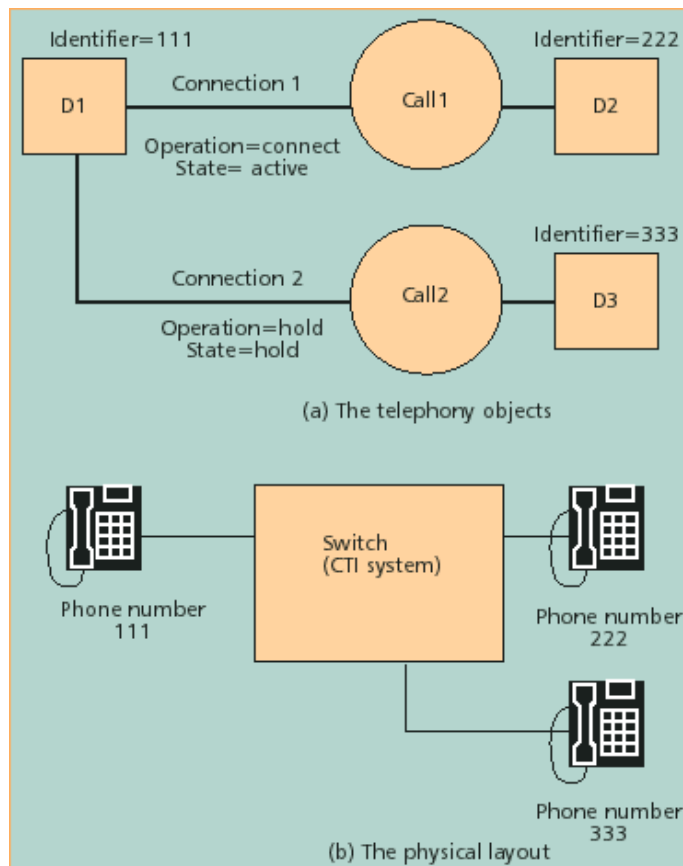 Identifier=111
Identifier=222
D1
Connection 1
Call1
D2
Operation=connect
State= active
Identifier=333
Connection 2
Call2
D3
Operation=hold
State=hold
(a) The telephony objects
Switch
(CTI system)
Phone number
111
Phone number
222
Phone number
333
(b) The physical layout